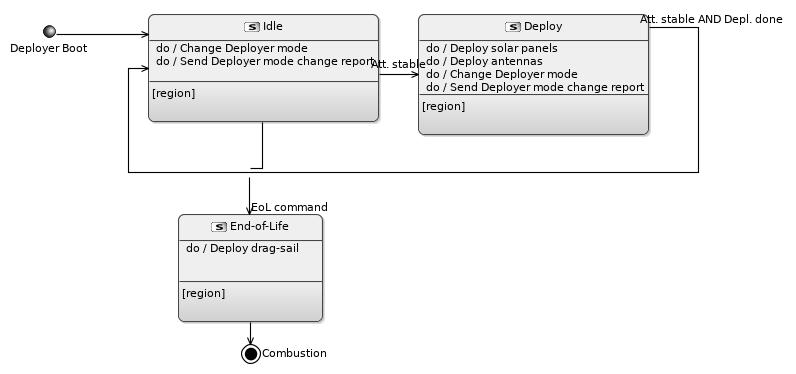 Deployer Boot
S Idle
do / Change Deployer mode
do / Send Deployer mode change report
[region]
Att. stable
S Deploy
do / Deploy solar panels
do / Deploy antennas
do / Change Deployer mode
do / Send Deployer mode change report
[region]
Att. stable AND Depl. done
EoL command
S End-of-Life
do / Deploy drag-sail
[region]
Combustion